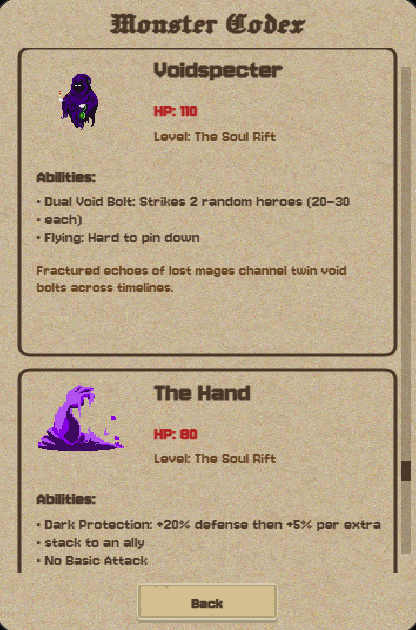 Monster Codex
Voidspecter
HP: 110
Level: The Soul Rift
Abilities:
• Dual Void Bolt: Strikes 2 random heroes (20-30
• each)
• Flying: Hard to pin down
Fractured echoes of lost mages channel twin void
bolts across timelines.
The Hand
HP: 80
Level: The Soul Rift
Abilities:
• Dark Protection: +20% defense then +5% per extra
• stack to an ally
• No Basic Attack
Back